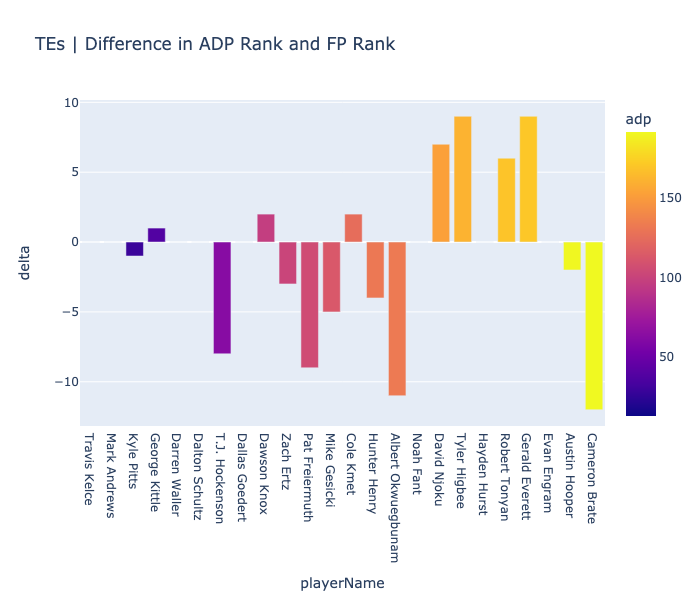 TEs | Difference in ADP Rank and FP Rank
adp
10
5
0
−5
−10
delta
150
100
50
Travis Kelce
Mark Andrews
Kyle Pitts
George Kittle
Darren Waller
Dalton Schultz
T.J. Hockenson
Dallas Goedert
Dawson Knox
Zach Ertz
Pat Freiermuth
Mike Gesicki
Cole Kmet
Hunter Henry
Albert Okwuegbunam
Noah Fant
David Njoku
Tyler Higbee
Hayden Hurst
Robert Tonyan
Gerald Everett
Evan Engram
Austin Hooper
Cameron Brate
playerName